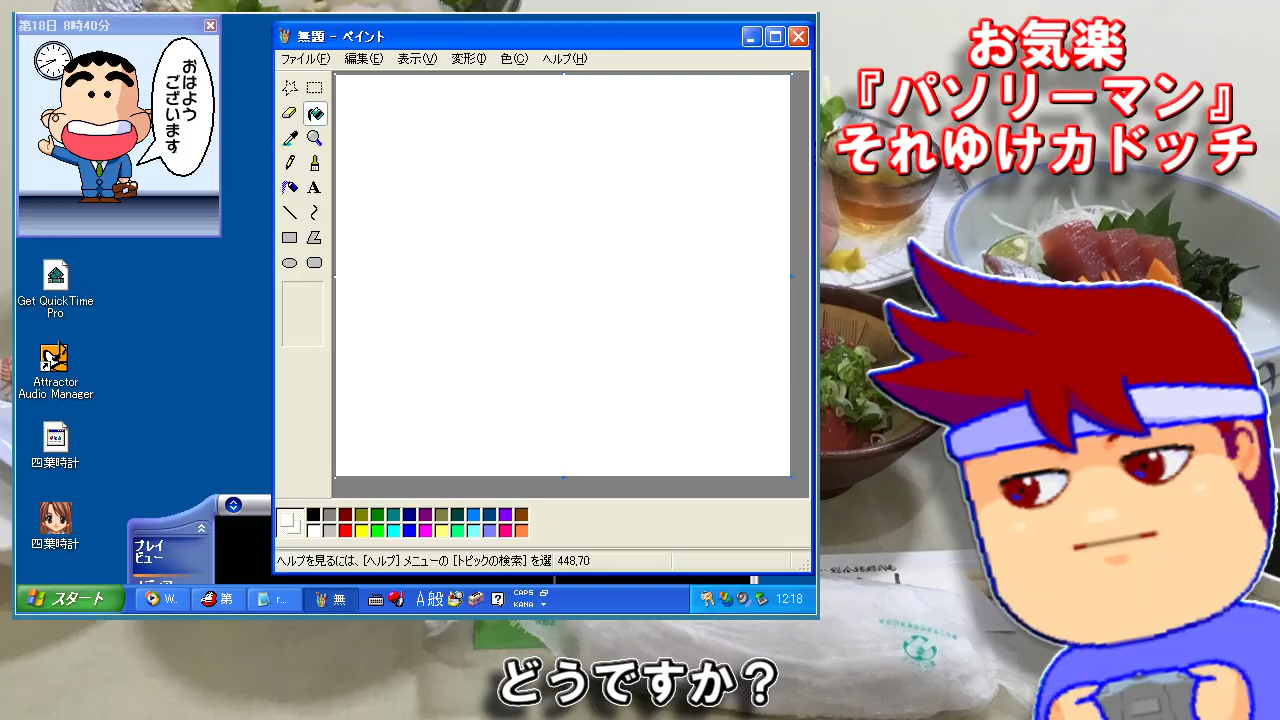 第18日 8時40分
おはよう
ございます
無題 - ペイント
編集(E)
表示(V)
変形(I)
色(C)
ヘルプ(H)
A
お気楽
『パソリーマン』
それゆけカドッチ
Get QuickTime
Pro
Attractor
Audio Manager
四葉時計
四葉時計
プレイ
ビュー
ヘルプを見るには、[ヘルプ] メニューの [トピックの検索] を選
448,70
スタート
W..
第
r...
無
A 般
CAPS
KANA
12:18
どうですか？